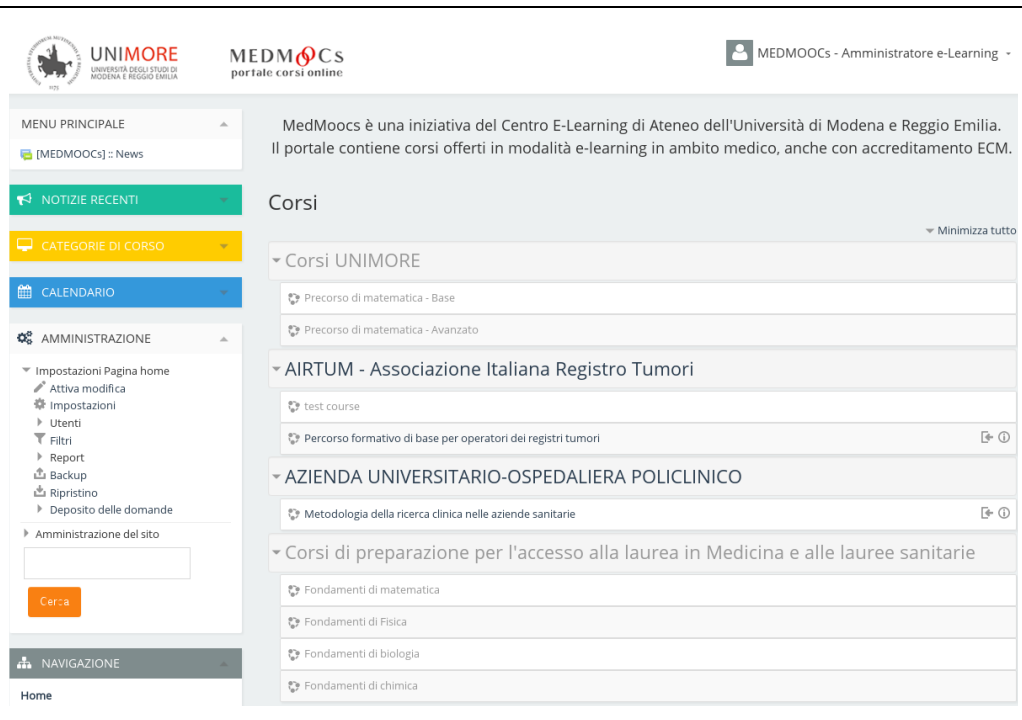 UNIMORE
UNIVERSITÀ DEGLI STUDI DI
MODENA E REGGIO EMILIA
1175
MEDMOOCs
portale corsi online
MEDMOOCs - Amministratore e-Learning
MENU PRINCIPALE
[MEDMOOCs] :: News
NOTIZIE RECENTI
CATEGORIE DI CORSO
CALENDARIO
AMMINISTRAZIONE
Impostazioni Pagina home
Attiva modifica
Impostazioni
Utenti
Filtri
Report
Backup
Ripristino
Deposito delle domande
Amministrazione del sito
Cerca
NAVIGAZIONE
Home
MedMoocs è una iniziativa del Centro E-Learning di Ateneo dell'Università di Modena e Reggio Emilia.
Il portale contiene corsi offerti in modalità e-learning in ambito medico, anche con accreditamento ECM.
Corsi
Minimizza tutto
Corsi UNIMORE
Precorso di matematica - Base
Precorso di matematica - Avanzato
AIRTUM - Associazione Italiana Registro Tumori
test course
Percorso formativo di base per operatori dei registri tumori
AZIENDA UNIVERSITARIO-OSPEDALIERA POLICLINICO
Metodologia della ricerca clinica nelle aziende sanitarie
Corsi di preparazione per l'accesso alla laurea in Medicina e alle lauree sanitarie
Fondamenti di matematica
Fondamenti di Fisica
Fondamenti di biologia
Fondamenti di chimica